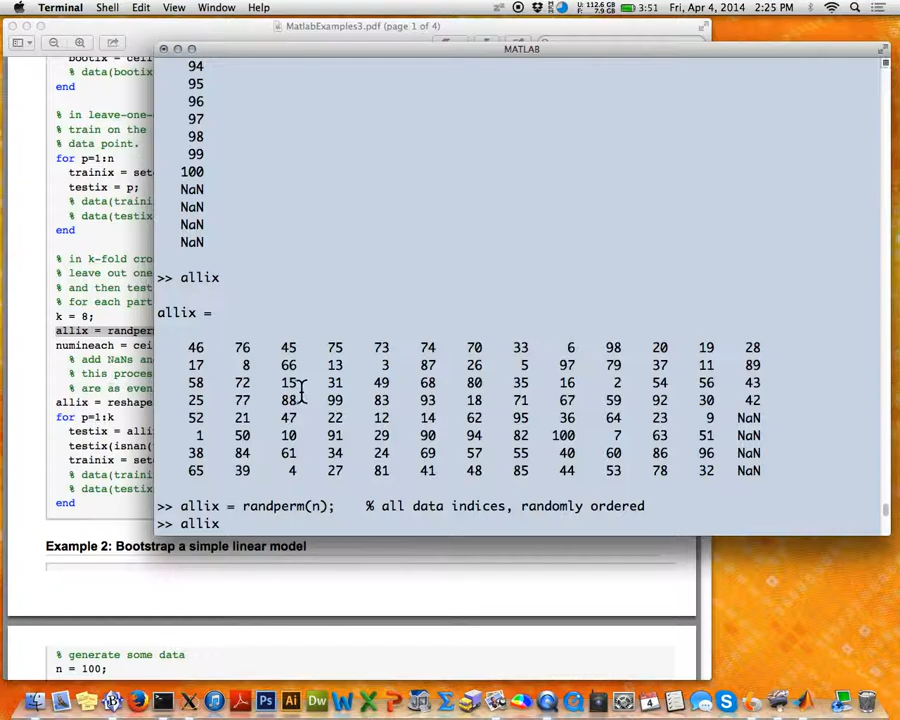 Terminal Shell Edit View Window Help 3:51 Fri, Apr 4, 2014 2:25 PM
U: 112.6 GB
F: 7.9 GB
MatlabExamples3.pdf (page 1 of 4)
MATLAB
bootix = ceil
% data(bootix
end
% in leave-one-
% train on the
% data point.
for p=1:n
trainix = set
testix = p;
% data(traini
% data(testix
end
% in k-fold cro
% leave out one
% and then test
% for each part
k = 8;
allix = randperm
numineach = cei
% add NaNs an
% this proces
% are as even
allix = reshape
for p=1:k
testix = alli
testix(isnan(
trainix = set
% data(traini
% data(testix
end
Example 2: Bootstrap a simple linear model
% generate some data
n = 100;
94
95
96
97
98
99
100
NaN
NaN
NaN
NaN
>> allix
allix =
46 76 45 75 73 74 70 33 6 98 20 19 28
17 8 66 13 3 87 26 5 97 79 37 11 89
58 72 15 31 49 68 80 35 16 2 54 56 43
25 77 88 99 83 93 18 71 67 59 92 30 42
52 21 47 22 12 14 62 95 36 64 23 9 NaN
1 50 10 91 29 90 94 82 100 7 63 51 NaN
38 84 61 34 24 69 57 55 40 60 86 96 NaN
65 39 4 27 81 41 48 85 44 53 78 32 NaN
>> allix = randperm(n); % all data indices, randomly ordered
>> allix